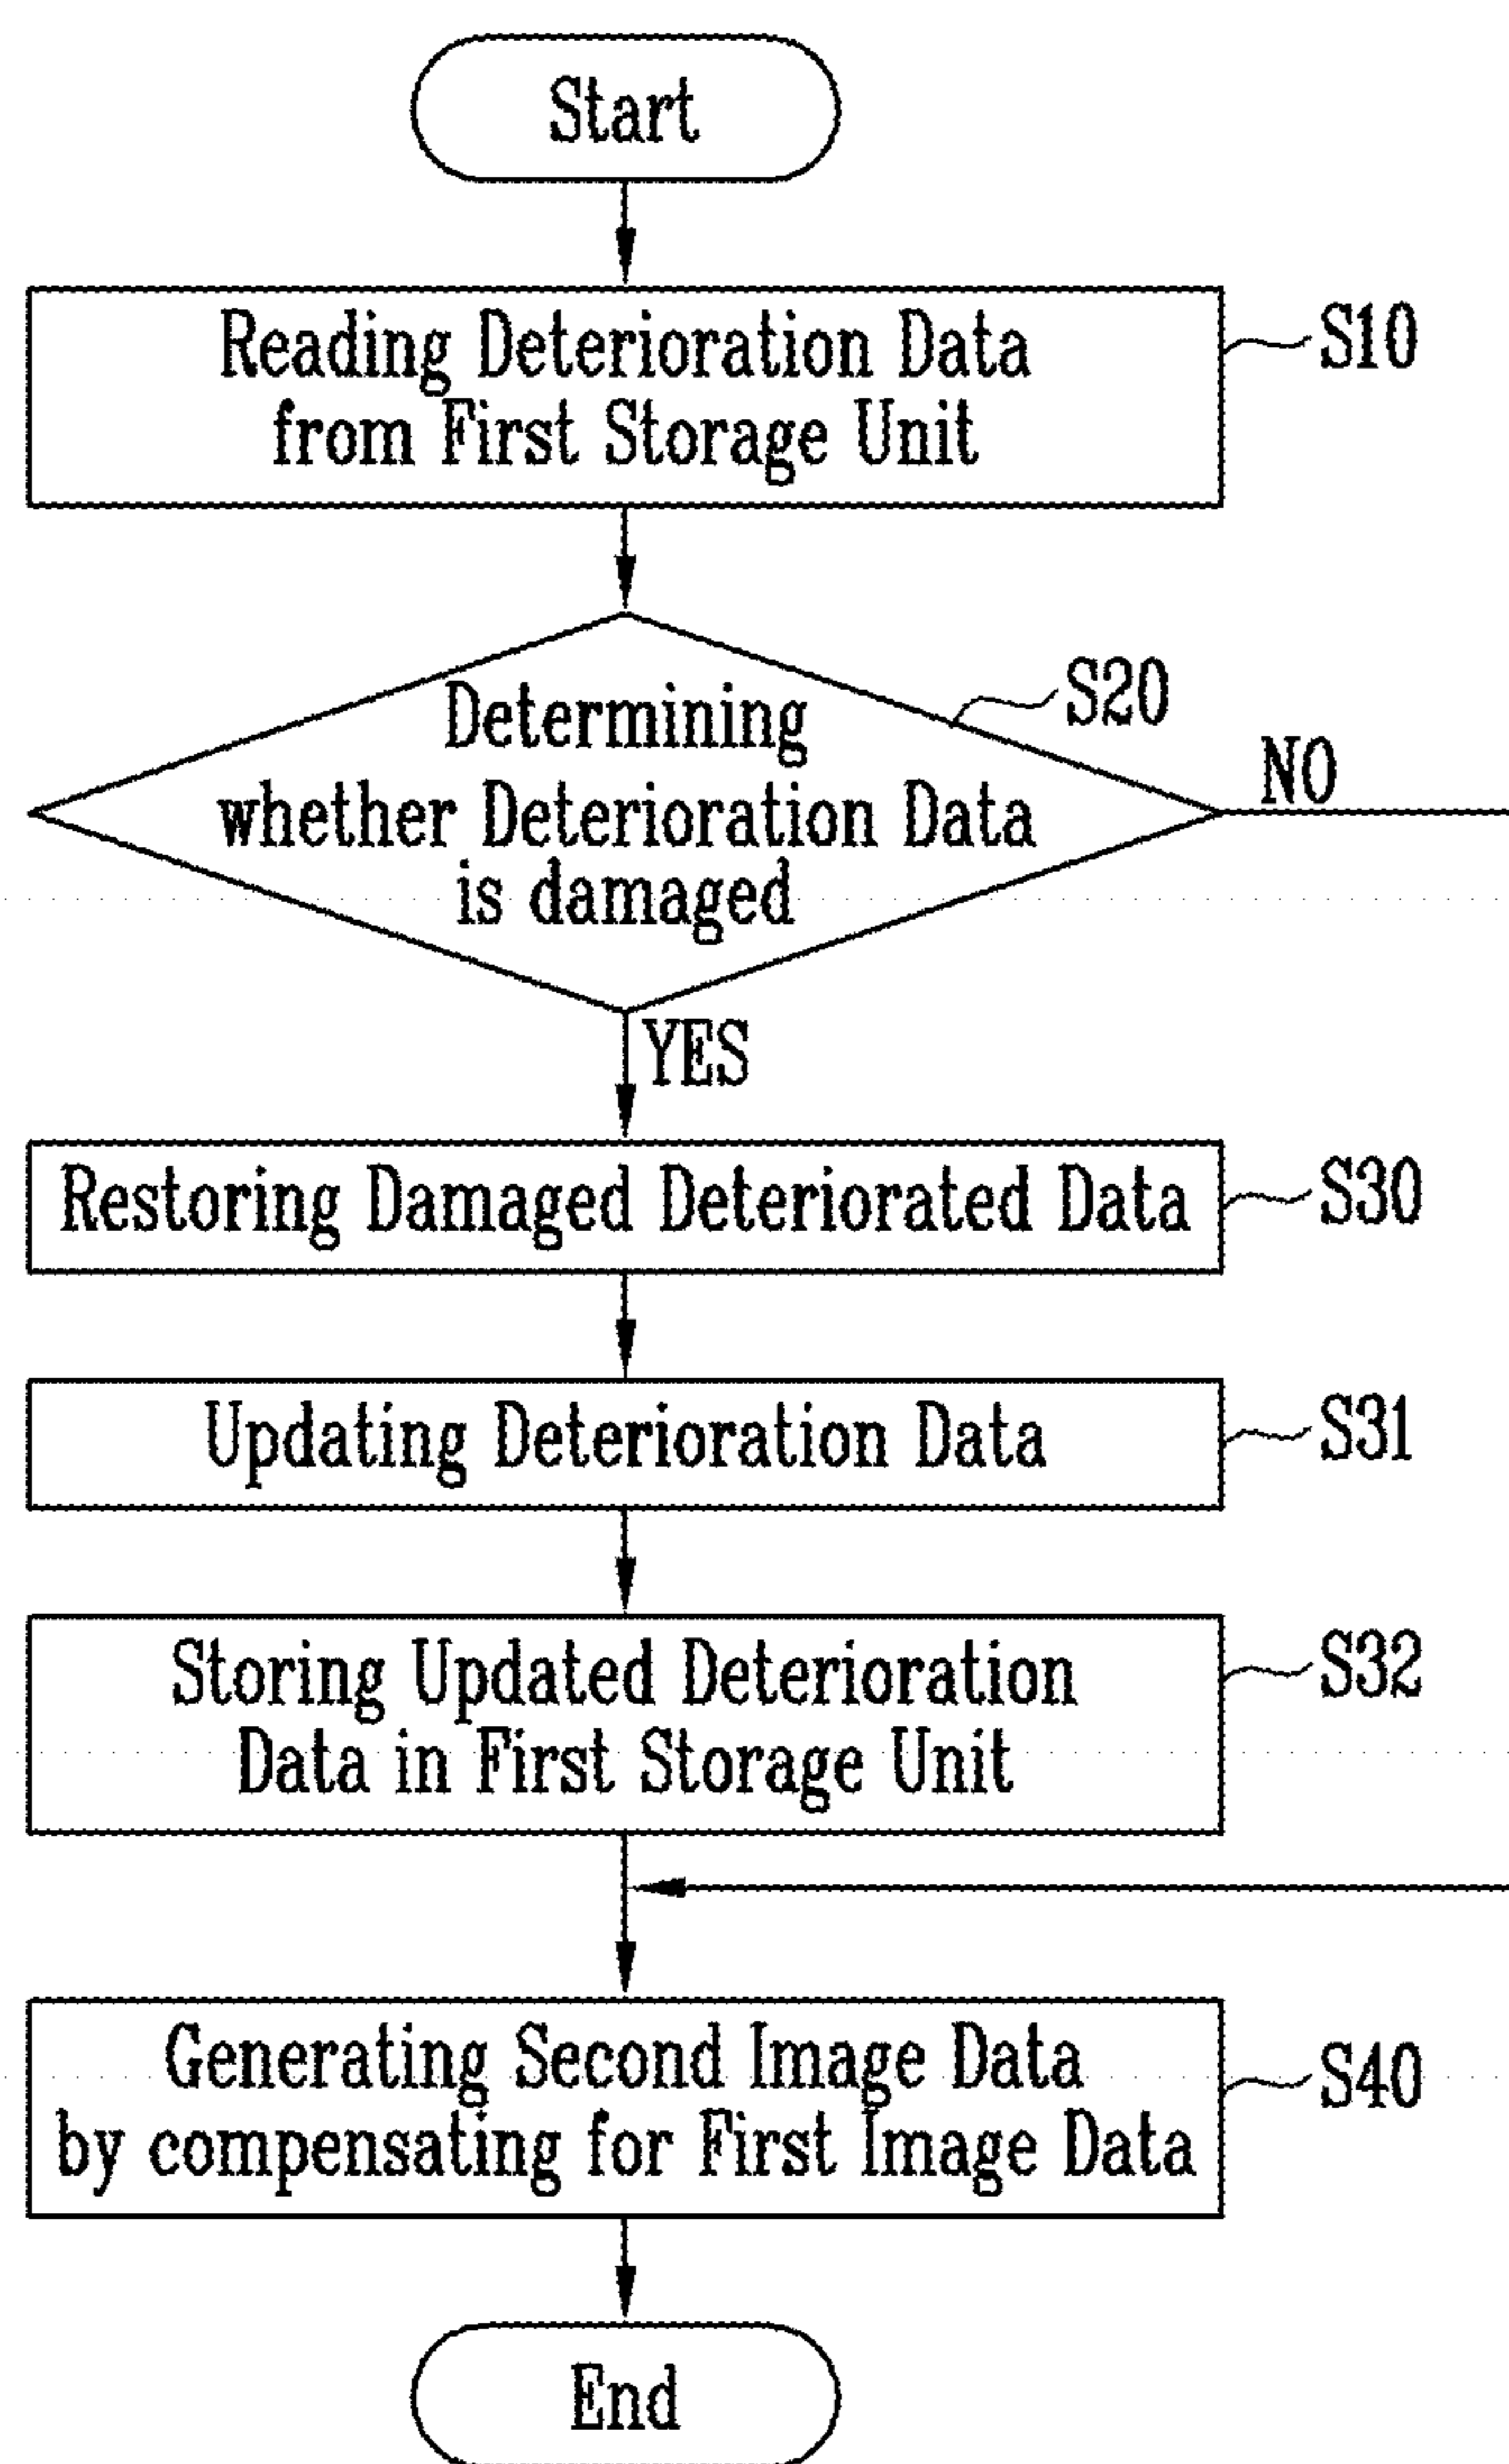 Start
Reading Deterioration Data
from First Storage Unit
S10
Determining
whether Deterioration Data
is damaged
S20
NO
YES
Restoring Damaged Deteriorated Data
S30
Updating Deterioration Data
S31
Storing Updated Deterioration
Data in First Storage Unit
S32
Generating Second Image Data
by compensating for First Image Data
S40
End